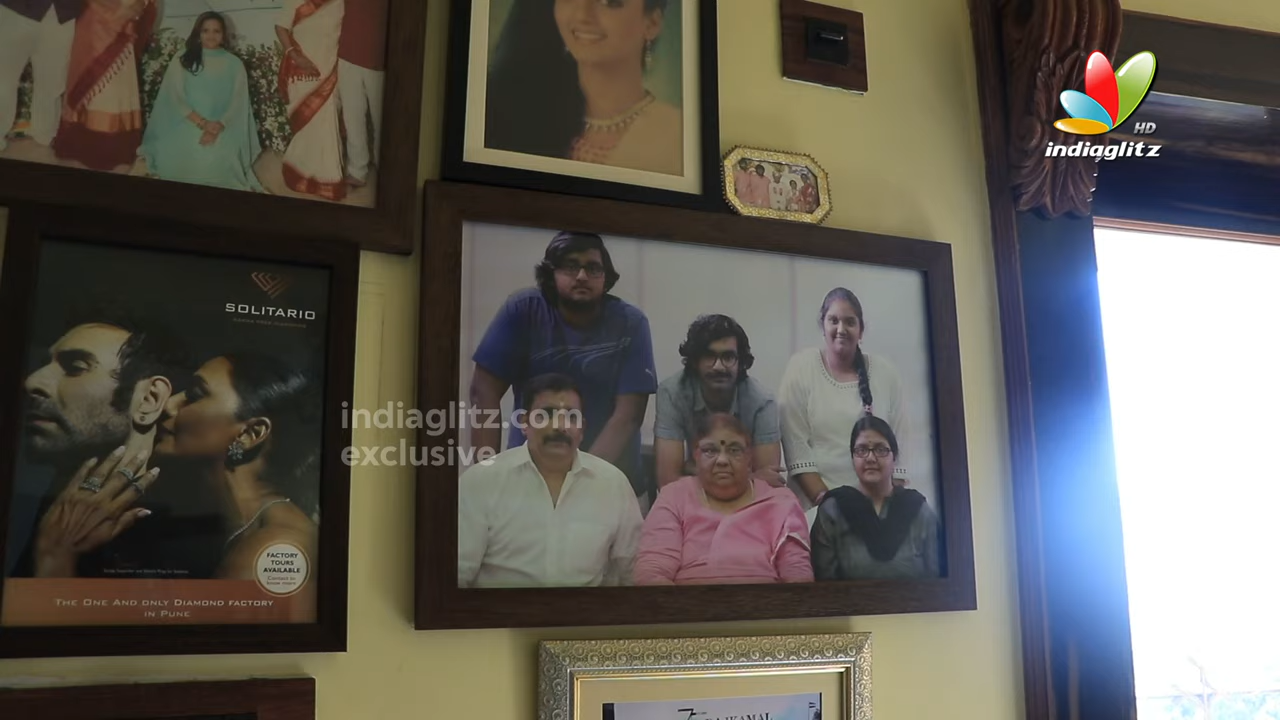 HD
indiaglitz
SOLITARIO
indiaglitz.com
exclusive
FACTORY
TOURS
AVAILABLE
THE ONE AND ONLY DIAMOND FACTORY
IN PUNE